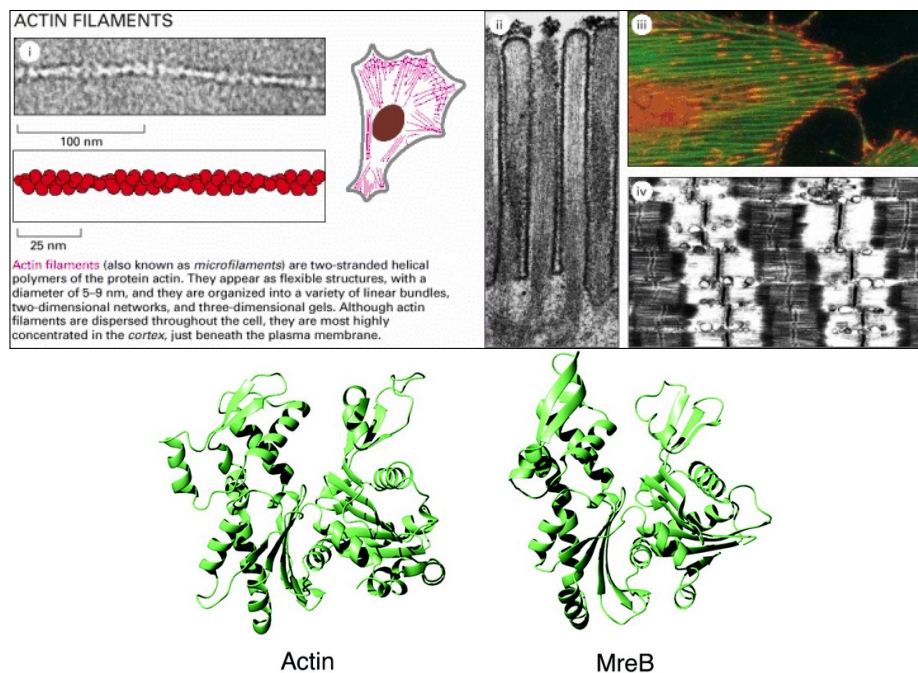 ACTIN FILAMENTS
i
100 nm
25 nm
Actin filaments (also known as microfilaments) are two-stranded helical
polymers of the protein actin. They appear as flexible structures, with a
diameter of 5–9 nm, and they are organized into a variety of linear bundles,
two-dimensional networks, and three-dimensional gels. Although actin
filaments are dispersed throughout the cell, they are most highly
concentrated in the cortex, just beneath the plasma membrane.
ii
iii
iv
Actin
MreB